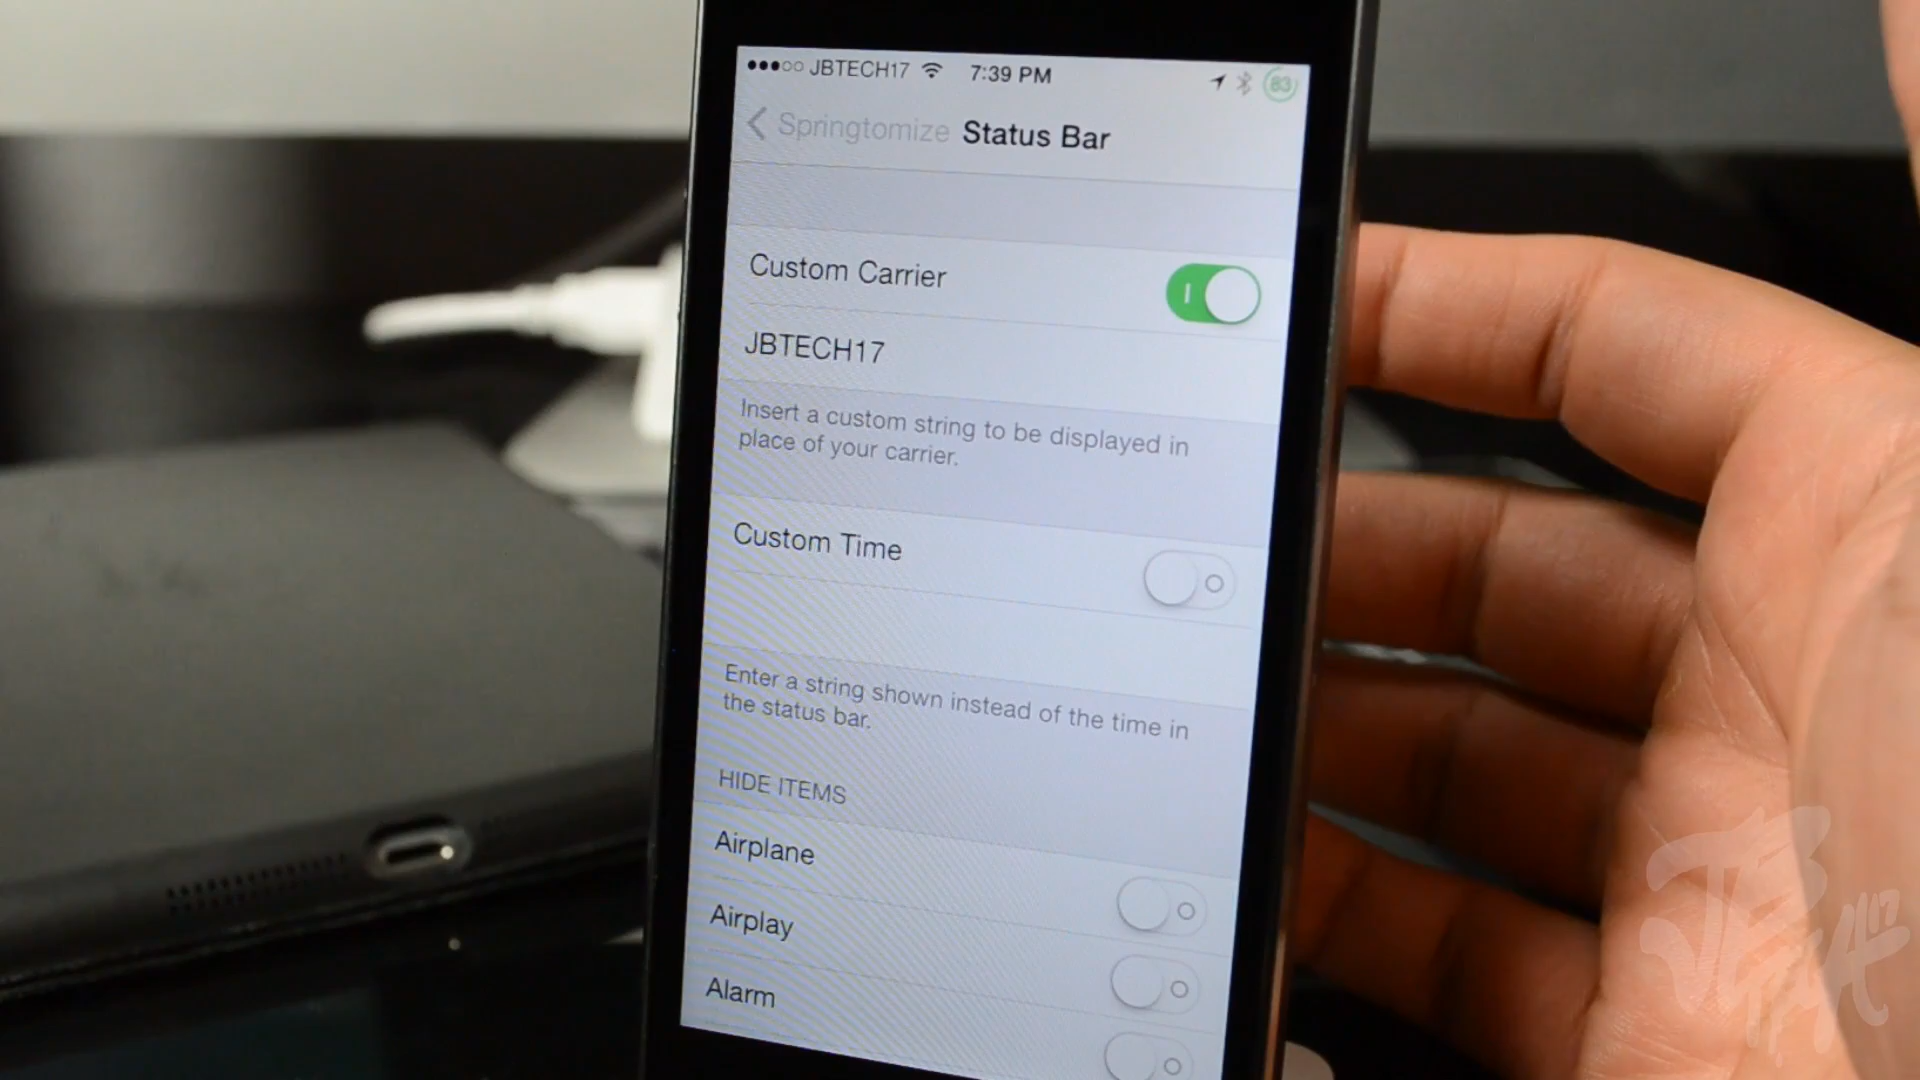 JBTECH17 7:39 PM 83
Springtomize Status Bar
Custom Carrier
JBTECH17
Insert a custom string to be displayed in
place of your carrier.
Custom Time
Enter a string shown instead of the time in
the status bar.
HIDE ITEMS
Airplane
Airplay
Alarm